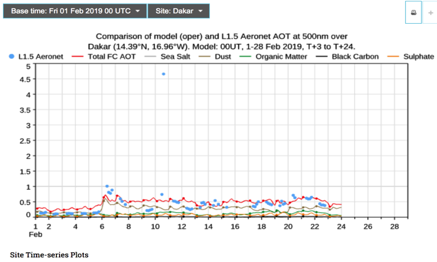 Base time: Fri 01 Feb 2019 00 UTC
Site: Dakar
Comparison of model (oper) and L1.5 Aeronet AOT at 500nm over
Dakar (14.39°N, 16.96°W). Model: 00UT, 1-28 Feb 2019, T+3 to T+24.
L1.5 Aeronet Total FC AOT Sea Salt Dust Organic Matter Black Carbon Sulphate
5
4.5
4
3.5
3
2.5
2
1.5
1
0.5
0
1 2 4 6 8 10 12 14 16 18 20 22 24 26 28
Feb
Site Time-series Plots